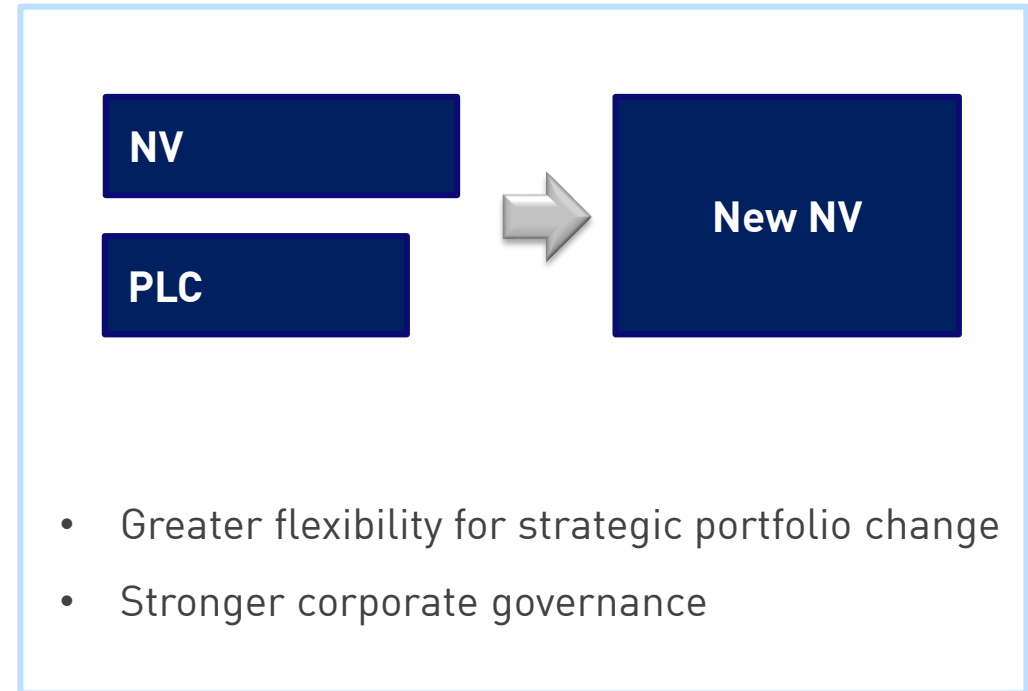 NV
PLC
New NV
• Greater flexibility for strategic portfolio change
• Stronger corporate governance